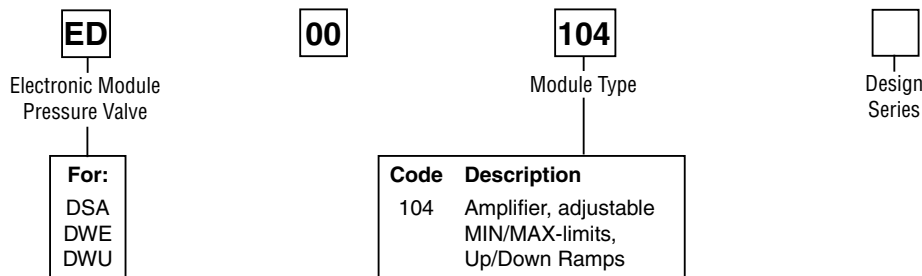 ED 00 104
Electronic Module
Pressure Valve
Module Type
Design
Series
For:
DSA
DWE
DWU
Code Description
104 Amplifier, adjustable
MIN/MAX-limits,
Up/Down Ramps